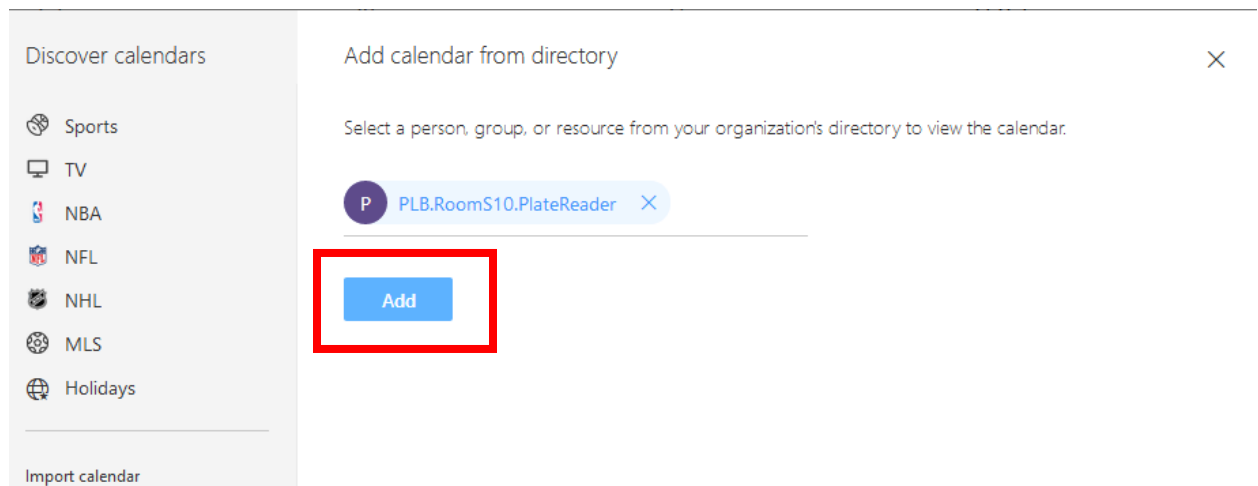 Discover calendars
Sports
TV
NBA
NFL
NHL
MLS
Holidays
Import calendar
Add calendar from directory
Select a person, group, or resource from your organization's directory to view the calendar.
P PLB.RoomS10.PlateReader
Add